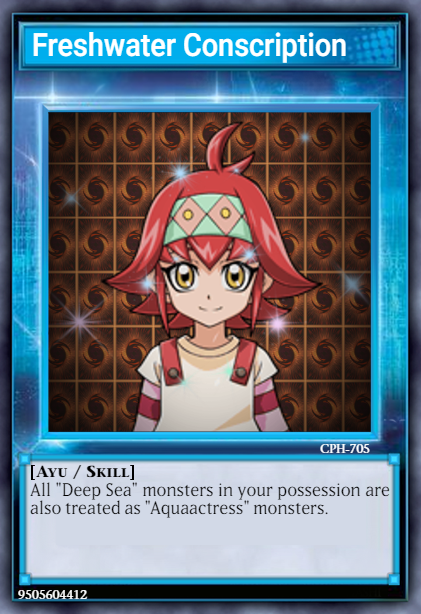 Freshwater Conscription
CPH-705
[Ayu / Skill]
All "Deep Sea" monsters in your possession are
also treated as "Aquaactress" monsters.
9505604412